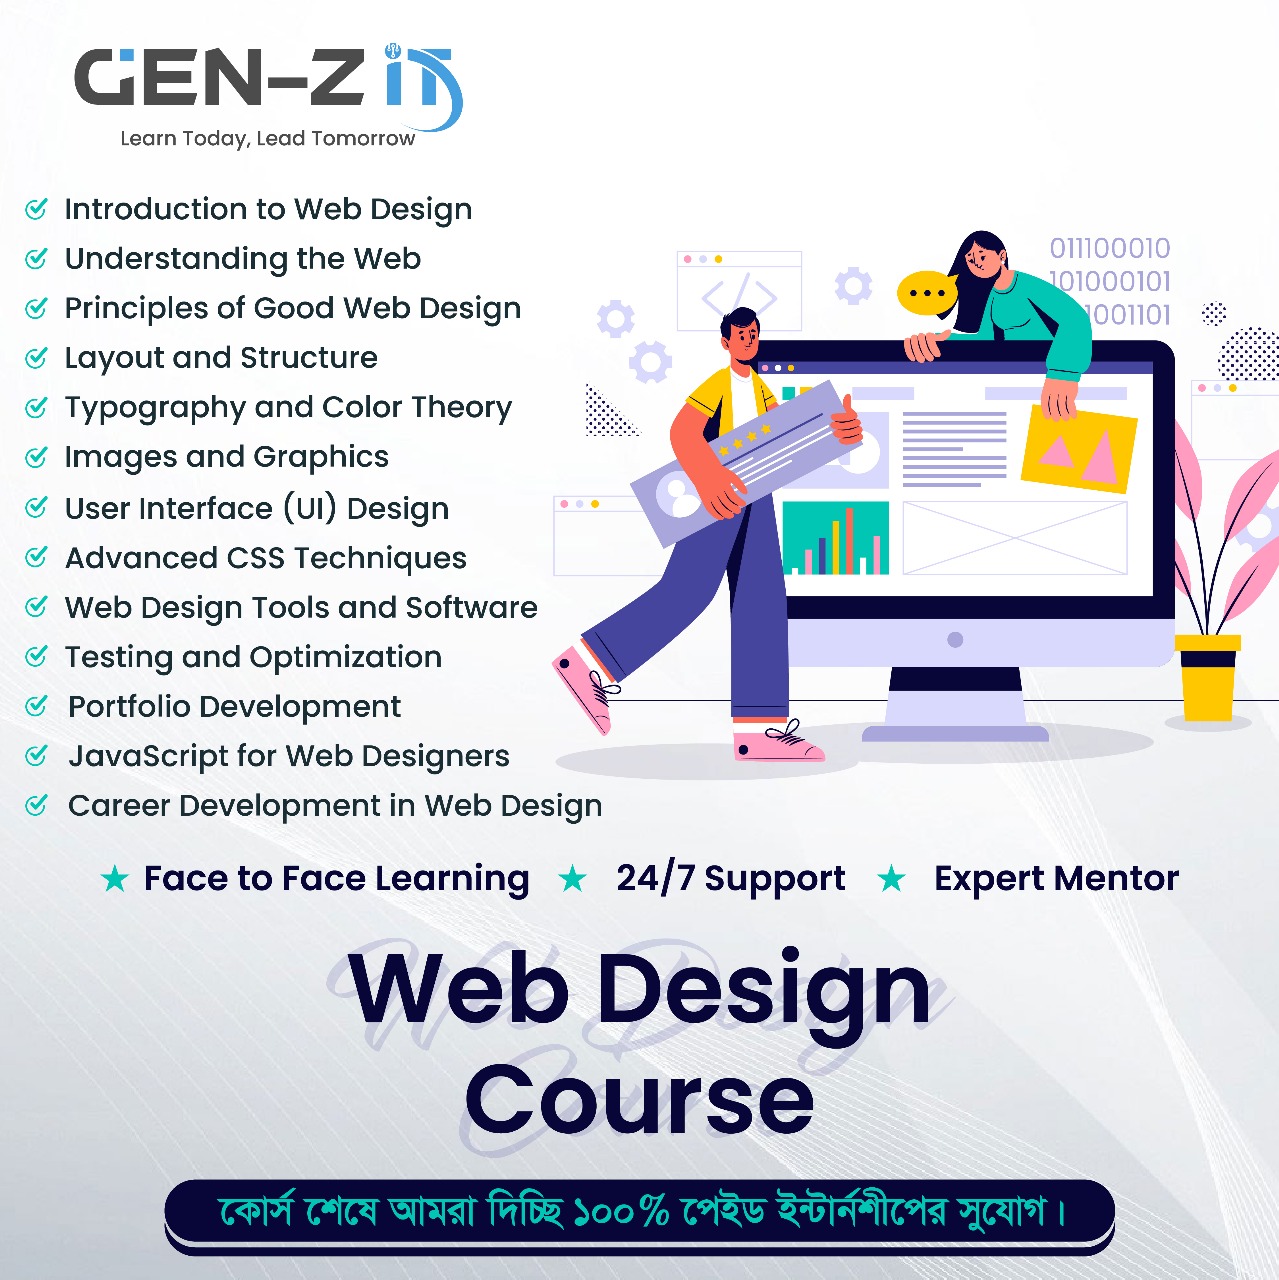 GEN-Z IT
Learn Today, Lead Tomorrow
Introduction to Web Design
Understanding the Web
Principles of Good Web Design
Layout and Structure
Typography and Color Theory
Images and Graphics
User Interface (UI) Design
Advanced CSS Techniques
Web Design Tools and Software
Testing and Optimization
Portfolio Development
JavaScript for Web Designers
Career Development in Web Design
</>
011100010
101000101
1001101
Face to Face Learning ★ 24/7 Support ★ Expert Mentor
Web Design
Course
কোর্স শেষে আমরা দিচ্ছি ১০০% পেইড ইন্টার্নশীপের সুযোগ।